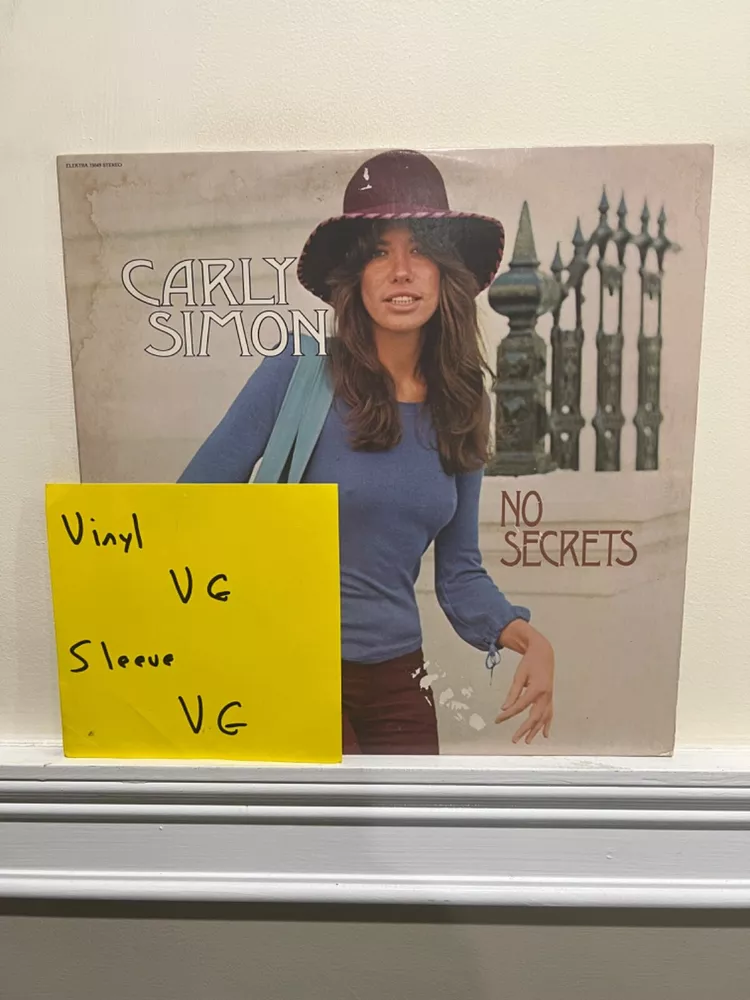 ELEKTRA 75049 STEREO
CARLY
SIMON
NO
SECRETS
Vinyl
VG
Sleeve
VG